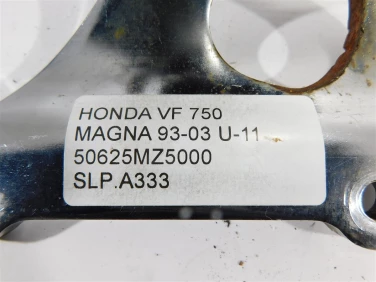 HONDA VF 750
MAGNA 93-03 U-11
50625MZ5000
SLP.A333